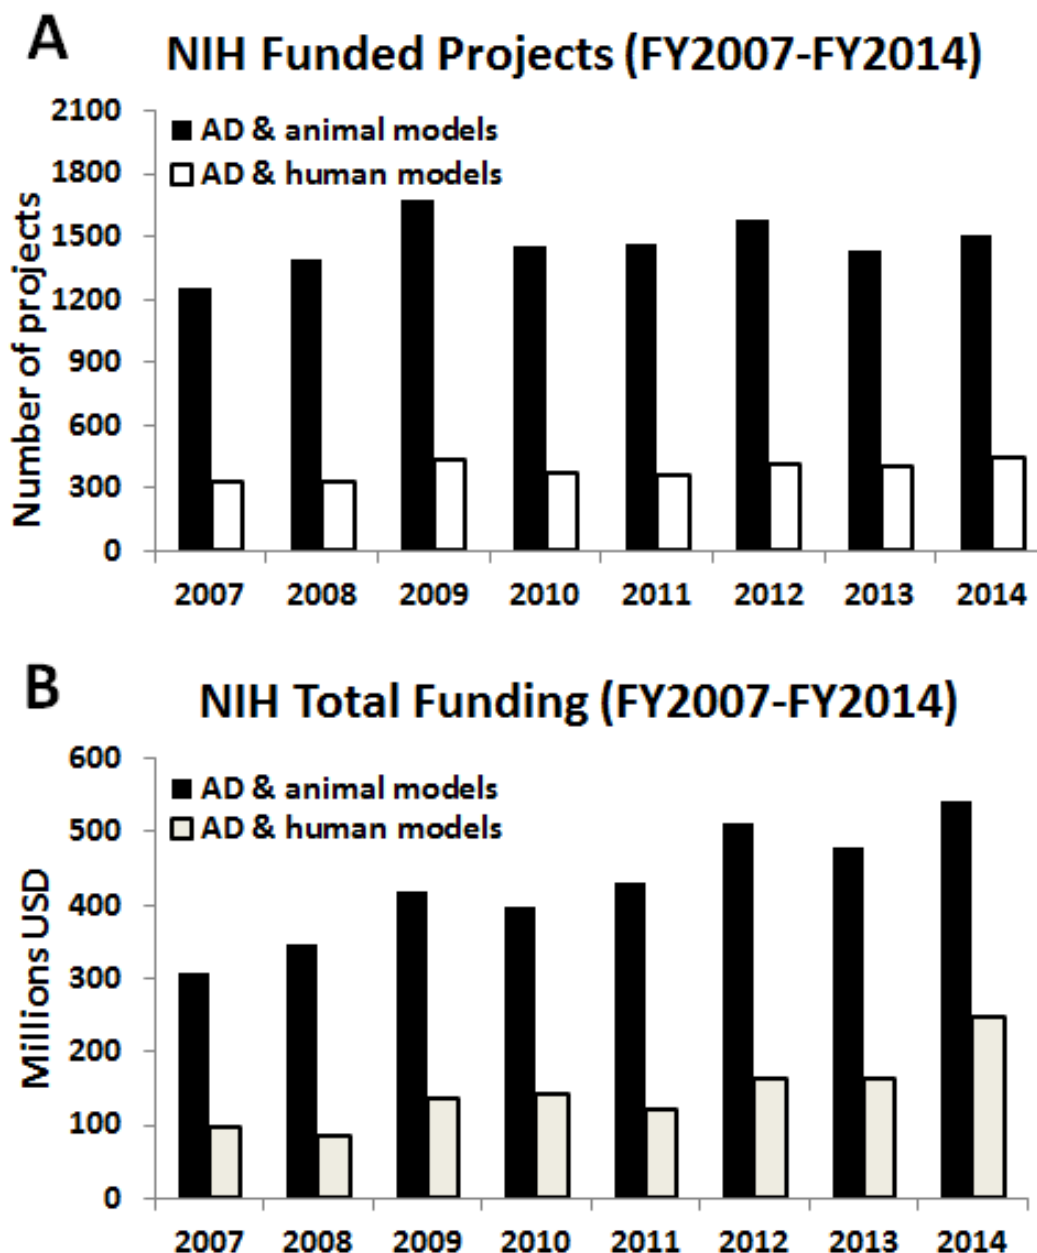 A
NIH Funded Projects (FY2007-FY2014)
2100
AD & animal models
1800
AD & human models
1500
1200
900
600
300
0
Number of projects
2007 2008 2009 2010 2011 2012 2013 2014
B
NIH Total Funding (FY2007-FY2014)
600
AD & animal models
AD & human models
500
400
300
200
100
0
Millions USD
2007 2008 2009 2010 2011 2012 2013 2014